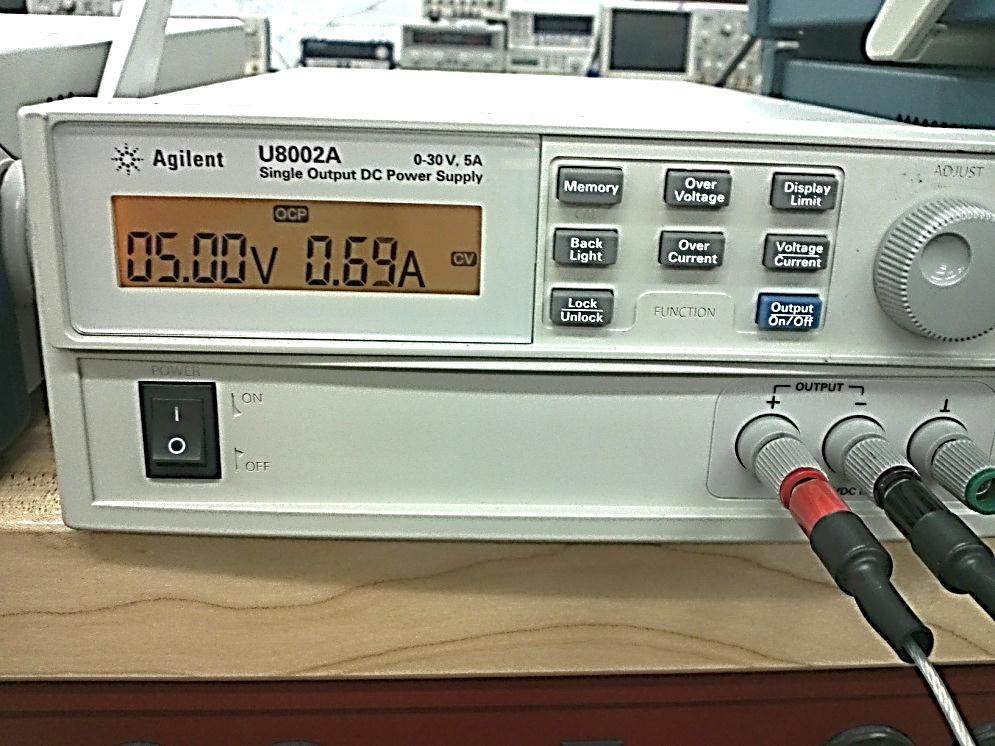 Agilent
U8002A
0-30V, 5A
Single Output DC Power Supply
OCP
05.00V 0.69A
CV
Memory
Over
Voltage
Display
Limit
CAL
Back
Light
Over
Current
Voltage
Current
Lock
Unlock
FUNCTION
Output
On/Off
ADJUST
POWER
ON
OFF
I
O
OUTPUT
+
−